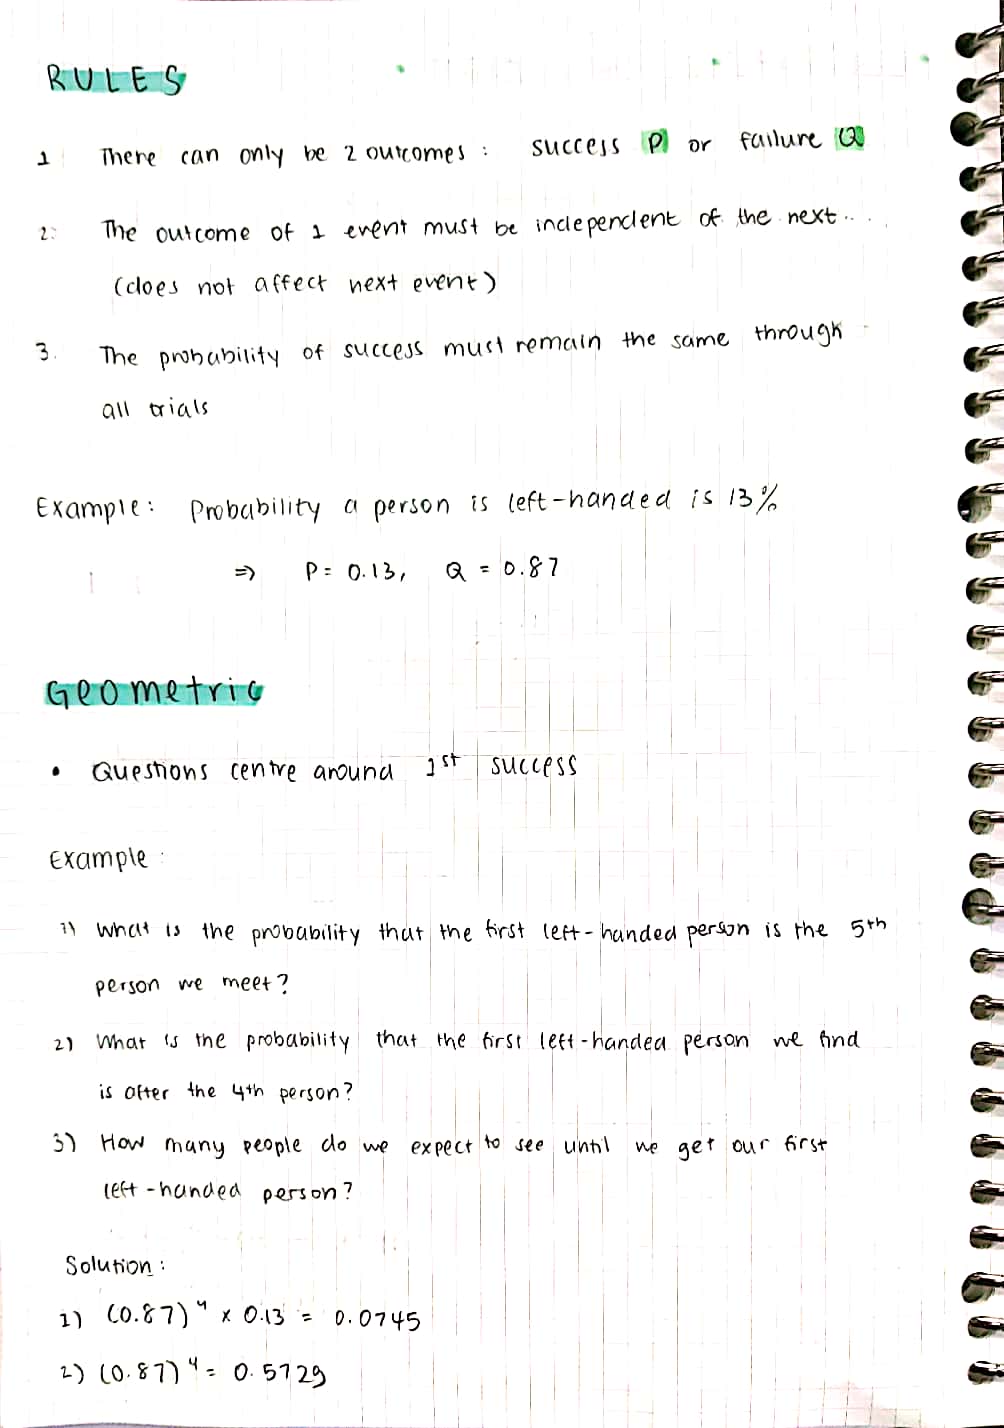 RULES
1 There can only be 2 outcomes : success P or failure Q
2: The outcome of 1 event must be independent of the next ...
(does not affect next event)
3. The probability of success must remain the same through
all trials
Example: Probability a person is left-handed is 13%
⇒ P = 0.13, Q = 0.87
Geometric
• Questions centre around 1st success
Example :
1) What is the probability that the first left-handed person is the 5th
person we meet?
2) What is the probability that the first left-handed person we find
is after the 4th person?
3) How many people do we expect to see until we get our first
left-handed person?
Solution :
1) (0.87)⁴ x 0.13 = 0.0745
2) (0.87)⁴ = 0.5729